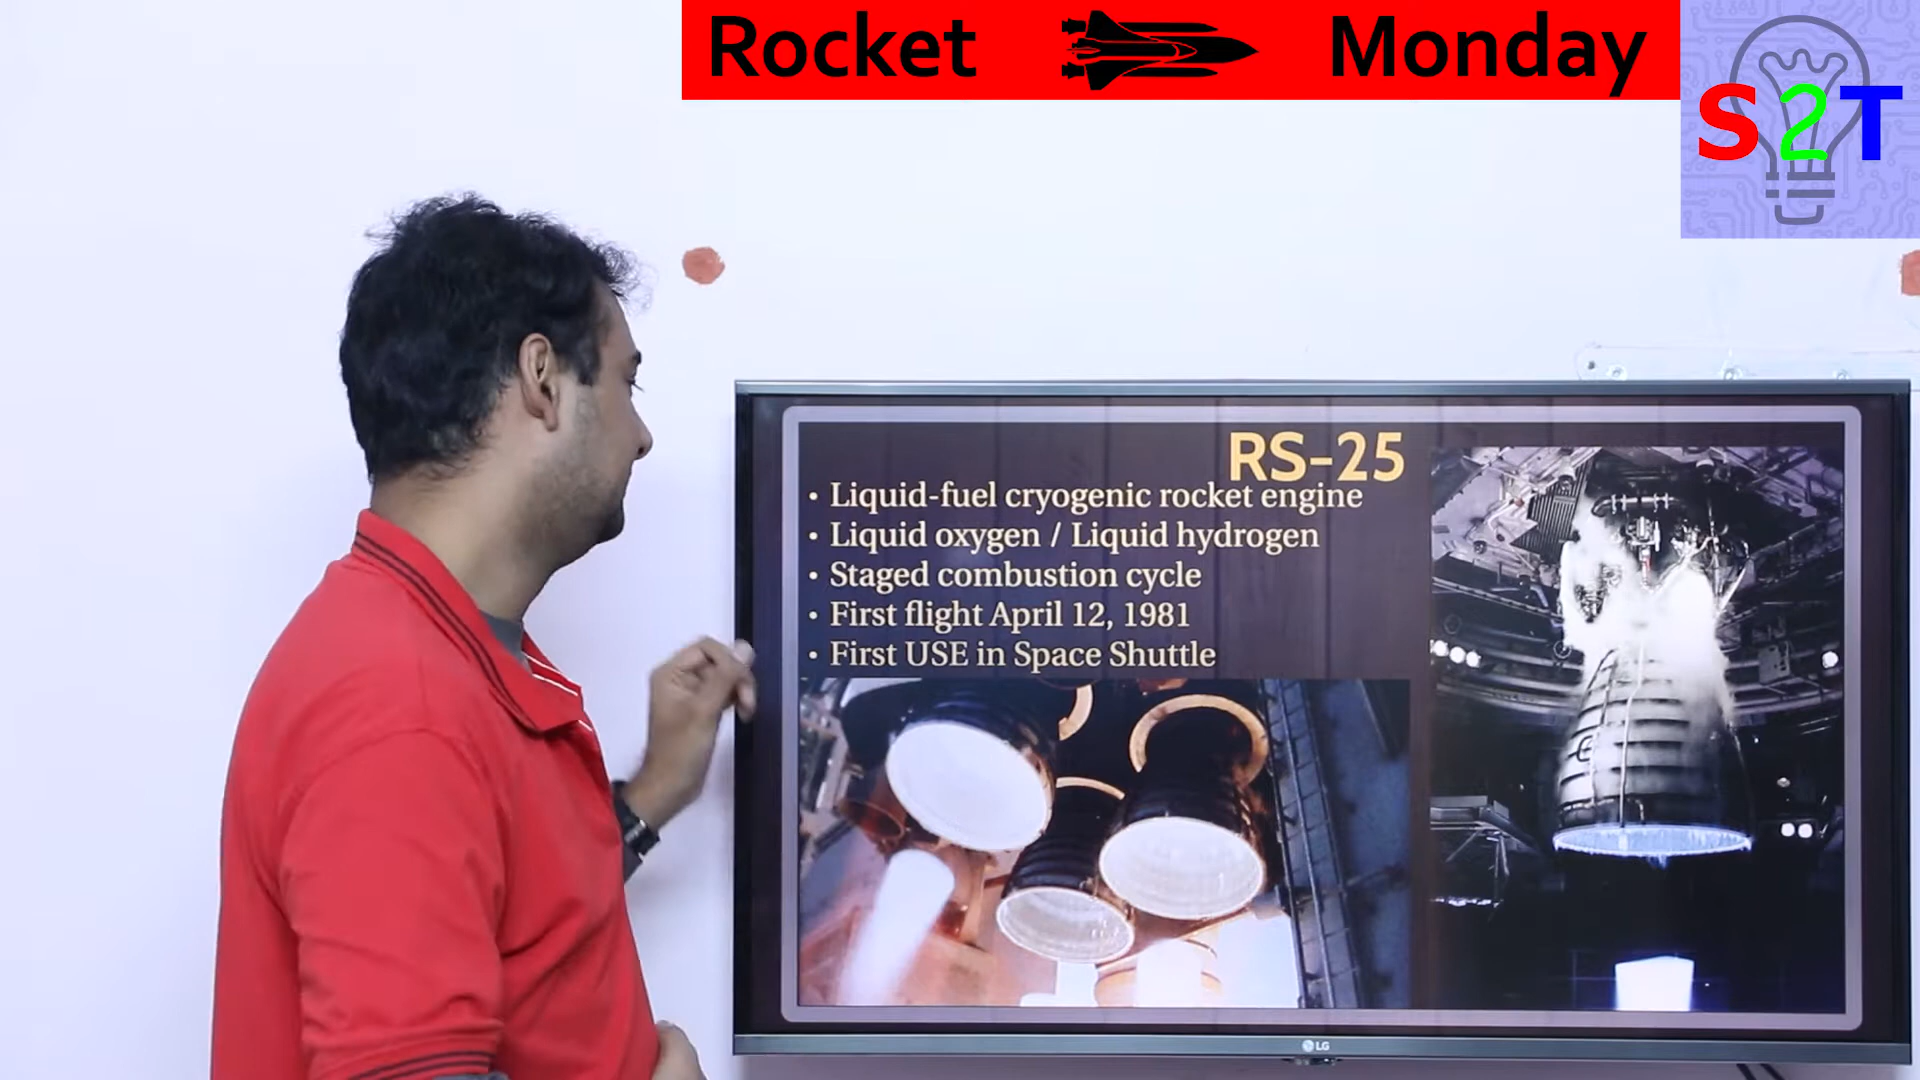 Rocket Monday
S2T
RS-25
• Liquid-fuel cryogenic rocket engine
• Liquid oxygen / Liquid hydrogen
• Staged combustion cycle
• First flight April 12, 1981
• First USE in Space Shuttle
LG